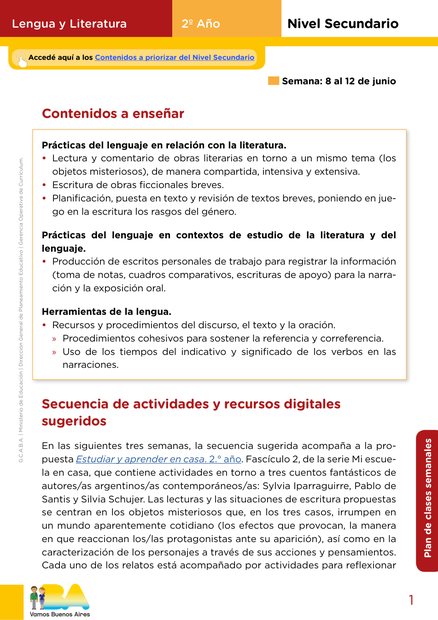 Lengua y Literatura
2º Año
Nivel Secundario
Accedé aquí a los Contenidos a priorizar del Nivel Secundario
Semana: 8 al 12 de junio
Contenidos a enseñar
Prácticas del lenguaje en relación con la literatura.
• Lectura y comentario de obras literarias en torno a un mismo tema (los
objetos misteriosos), de manera compartida, intensiva y extensiva.
• Escritura de obras ficcionales breves.
• Planificación, puesta en texto y revisión de textos breves, poniendo en jue-
go en la escritura los rasgos del género.
Prácticas del lenguaje en contextos de estudio de la literatura y del
lenguaje.
• Producción de escritos personales de trabajo para registrar la información
(toma de notas, cuadros comparativos, escrituras de apoyo) para la narra-
ción y la exposición oral.
Herramientas de la lengua.
• Recursos y procedimientos del discurso, el texto y la oración.
» Procedimientos cohesivos para sostener la referencia y correferencia.
» Uso de los tiempos del indicativo y significado de los verbos en las
narraciones.
Secuencia de actividades y recursos digitales
sugeridos
En las siguientes tres semanas, la secuencia sugerida acompaña a la pro-
puesta Estudiar y aprender en casa. 2.° año. Fascículo 2, de la serie Mi escue-
la en casa, que contiene actividades en torno a tres cuentos fantásticos de
autores/as argentinos/as contemporáneos/as: Sylvia Iparraguirre, Pablo de
Santis y Silvia Schujer. Las lecturas y las situaciones de escritura propuestas
se centran en los objetos misteriosos que, en los tres casos, irrumpen en
un mundo aparentemente cotidiano (los efectos que provocan, la manera
en que reaccionan los/las protagonistas ante su aparición), así como en la
caracterización de los personajes a través de sus acciones y pensamientos.
Cada uno de los relatos está acompañado por actividades para reflexionar
G.C.A.B.A. | Ministerio de Educación | Dirección General de Planeamiento Educativo | Gerencia Operativa de Currículum.
Plan de clases semanales
BA
Vamos Buenos Aires
1